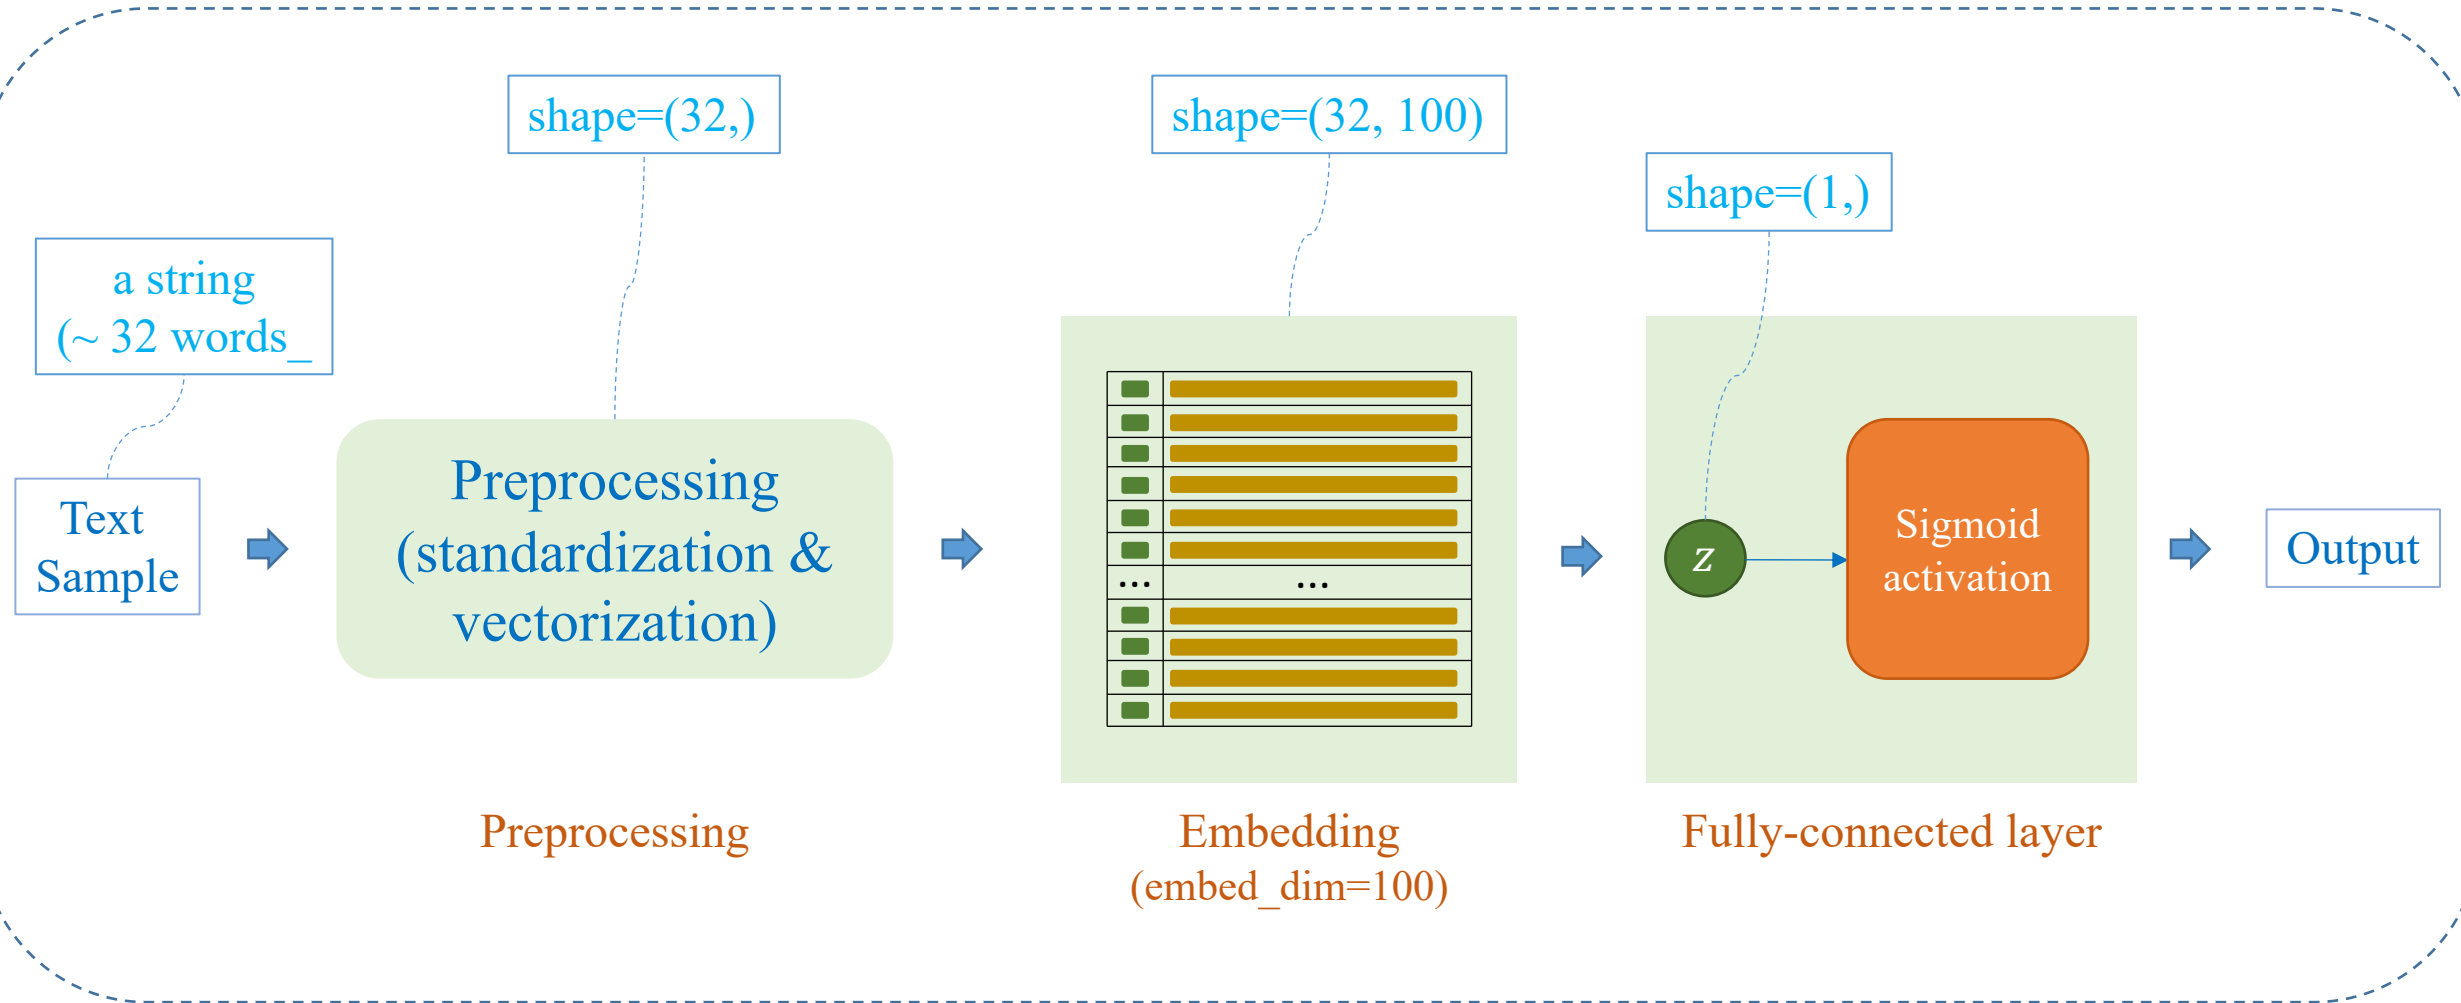 shape=(32,)
shape=(32, 100)
shape=(1,)
a string
(~ 32 words_
Text
Sample
Preprocessing
(standardization &
vectorization)
...
...
z
Sigmoid
activation
Output
Preprocessing
Embedding
(embed_dim=100)
Fully-connected layer